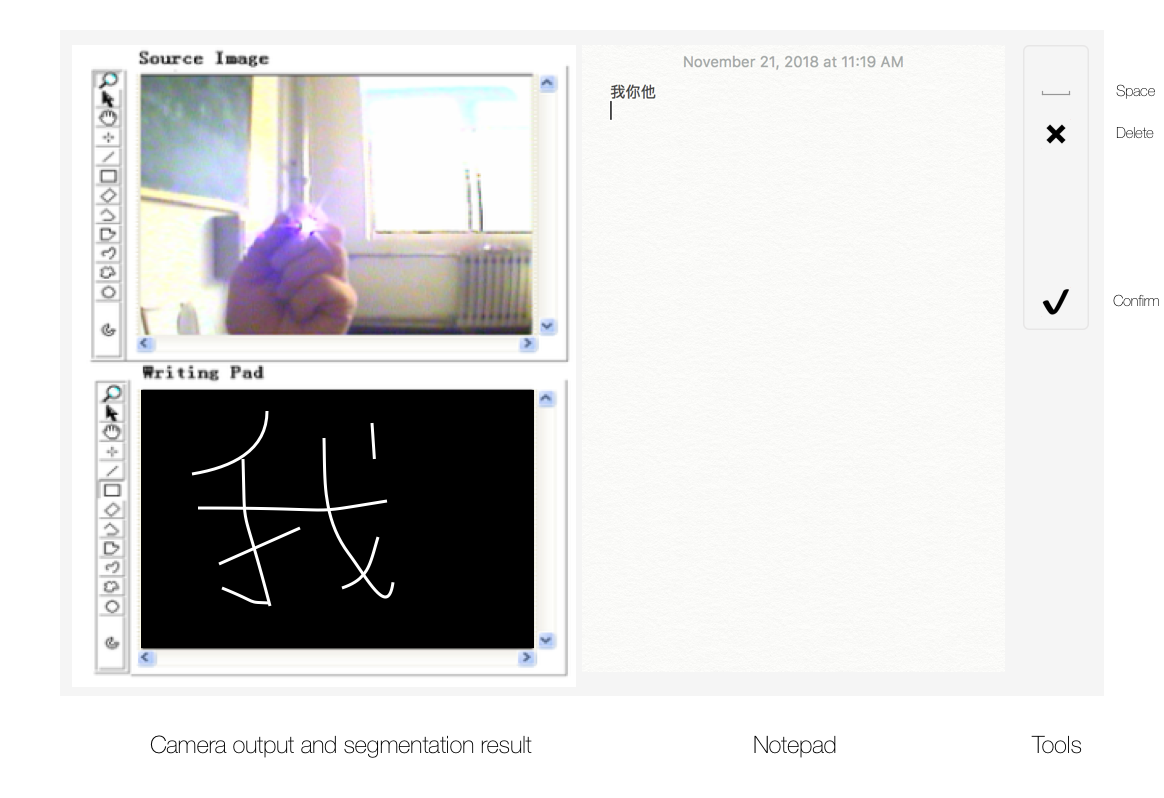 Source Image
November 21, 2018 at 11:19 AM
我你他
Space
Delete
Confirm
Writing Pad
我
Camera output and segmentation result
Notepad
Tools